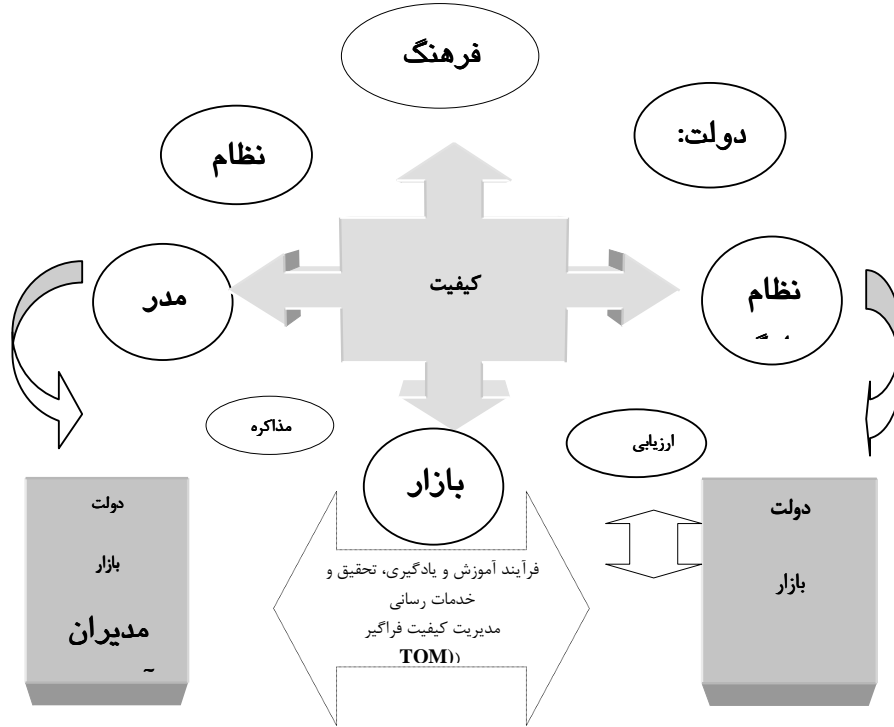 فرهنگ
دولت:
نظام
نظام
کیفیت
مدر
ارزیابی
مذاکره
بازار
دولت
بازار
فرآیند آموزش و یادگیری، تحقیق و
خدمات رسانی
مدیریت کیفیت فراگیر
TOM))
دولت
بازار
مدیران